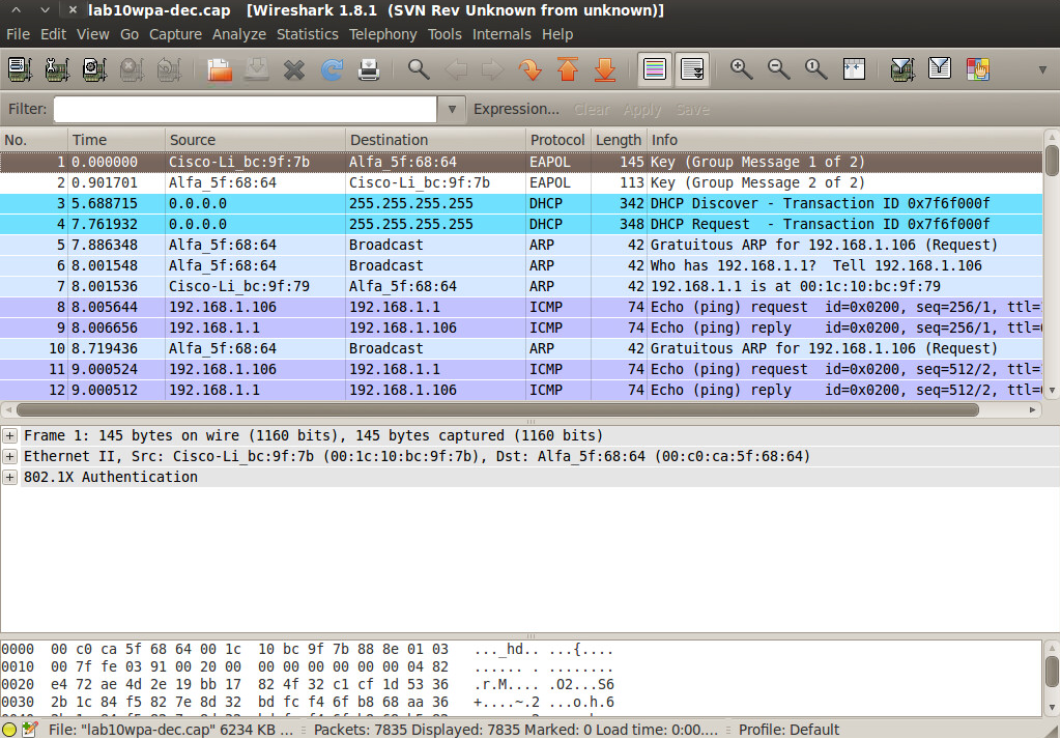 lab10wpa-dec.cap [Wireshark 1.8.1 (SVN Rev Unknown from unknown)]
File Edit View Go Capture Analyze Statistics Telephony Tools Internals Help
Filter: Expression... Clear Apply Save
No. Time Source Destination Protocol Length Info
1 0.000000 Cisco-Li_bc:9f:7b Alfa_5f:68:64 EAPOL 145 Key (Group Message 1 of 2)
2 0.901701 Alfa_5f:68:64 Cisco-Li_bc:9f:7b EAPOL 113 Key (Group Message 2 of 2)
3 5.688715 0.0.0.0 255.255.255.255 DHCP 342 DHCP Discover - Transaction ID 0x7f6f000f
4 7.761932 0.0.0.0 255.255.255.255 DHCP 348 DHCP Request - Transaction ID 0x7f6f000f
5 7.886348 Alfa_5f:68:64 Broadcast ARP 42 Gratuitous ARP for 192.168.1.106 (Request)
6 8.001548 Alfa_5f:68:64 Broadcast ARP 42 Who has 192.168.1.1? Tell 192.168.1.106
7 8.001536 Cisco-Li_bc:9f:79 Alfa_5f:68:64 ARP 42 192.168.1.1 is at 00:1c:10:bc:9f:79
8 8.005644 192.168.1.106 192.168.1.1 ICMP 74 Echo (ping) request id=0x0200, seq=256/1, ttl=
9 8.006656 192.168.1.1 192.168.1.106 ICMP 74 Echo (ping) reply id=0x0200, seq=256/1, ttl=
10 8.719436 Alfa_5f:68:64 Broadcast ARP 42 Gratuitous ARP for 192.168.1.106 (Request)
11 9.000524 192.168.1.106 192.168.1.1 ICMP 74 Echo (ping) request id=0x0200, seq=512/2, ttl=
12 9.000512 192.168.1.1 192.168.1.106 ICMP 74 Echo (ping) reply id=0x0200, seq=512/2, ttl=
Frame 1: 145 bytes on wire (1160 bits), 145 bytes captured (1160 bits)
Ethernet II, Src: Cisco-Li_bc:9f:7b (00:1c:10:bc:9f:7b), Dst: Alfa_5f:68:64 (00:c0:ca:5f:68:64)
802.1X Authentication
0000 00 c0 ca 5f 68 64 00 1c 10 bc 9f 7b 88 8e 01 03 ..._hd.. ...{....
0010 00 7f fe 03 91 00 20 00 00 00 00 00 00 00 04 82 ...... . ........
0020 e4 72 ae 4d 2e 19 bb 17 82 4f 32 c1 cf 1d 53 36 .r.M.... .O2...S6
0030 2b 1c 84 f5 82 7e 8d 32 bd fc f4 6f b8 68 aa 36 +....~.2 ...o.h.6
File: "lab10wpa-dec.cap" 6234 KB ... Packets: 7835 Displayed: 7835 Marked: 0 Load time: 0:00.... Profile: Default